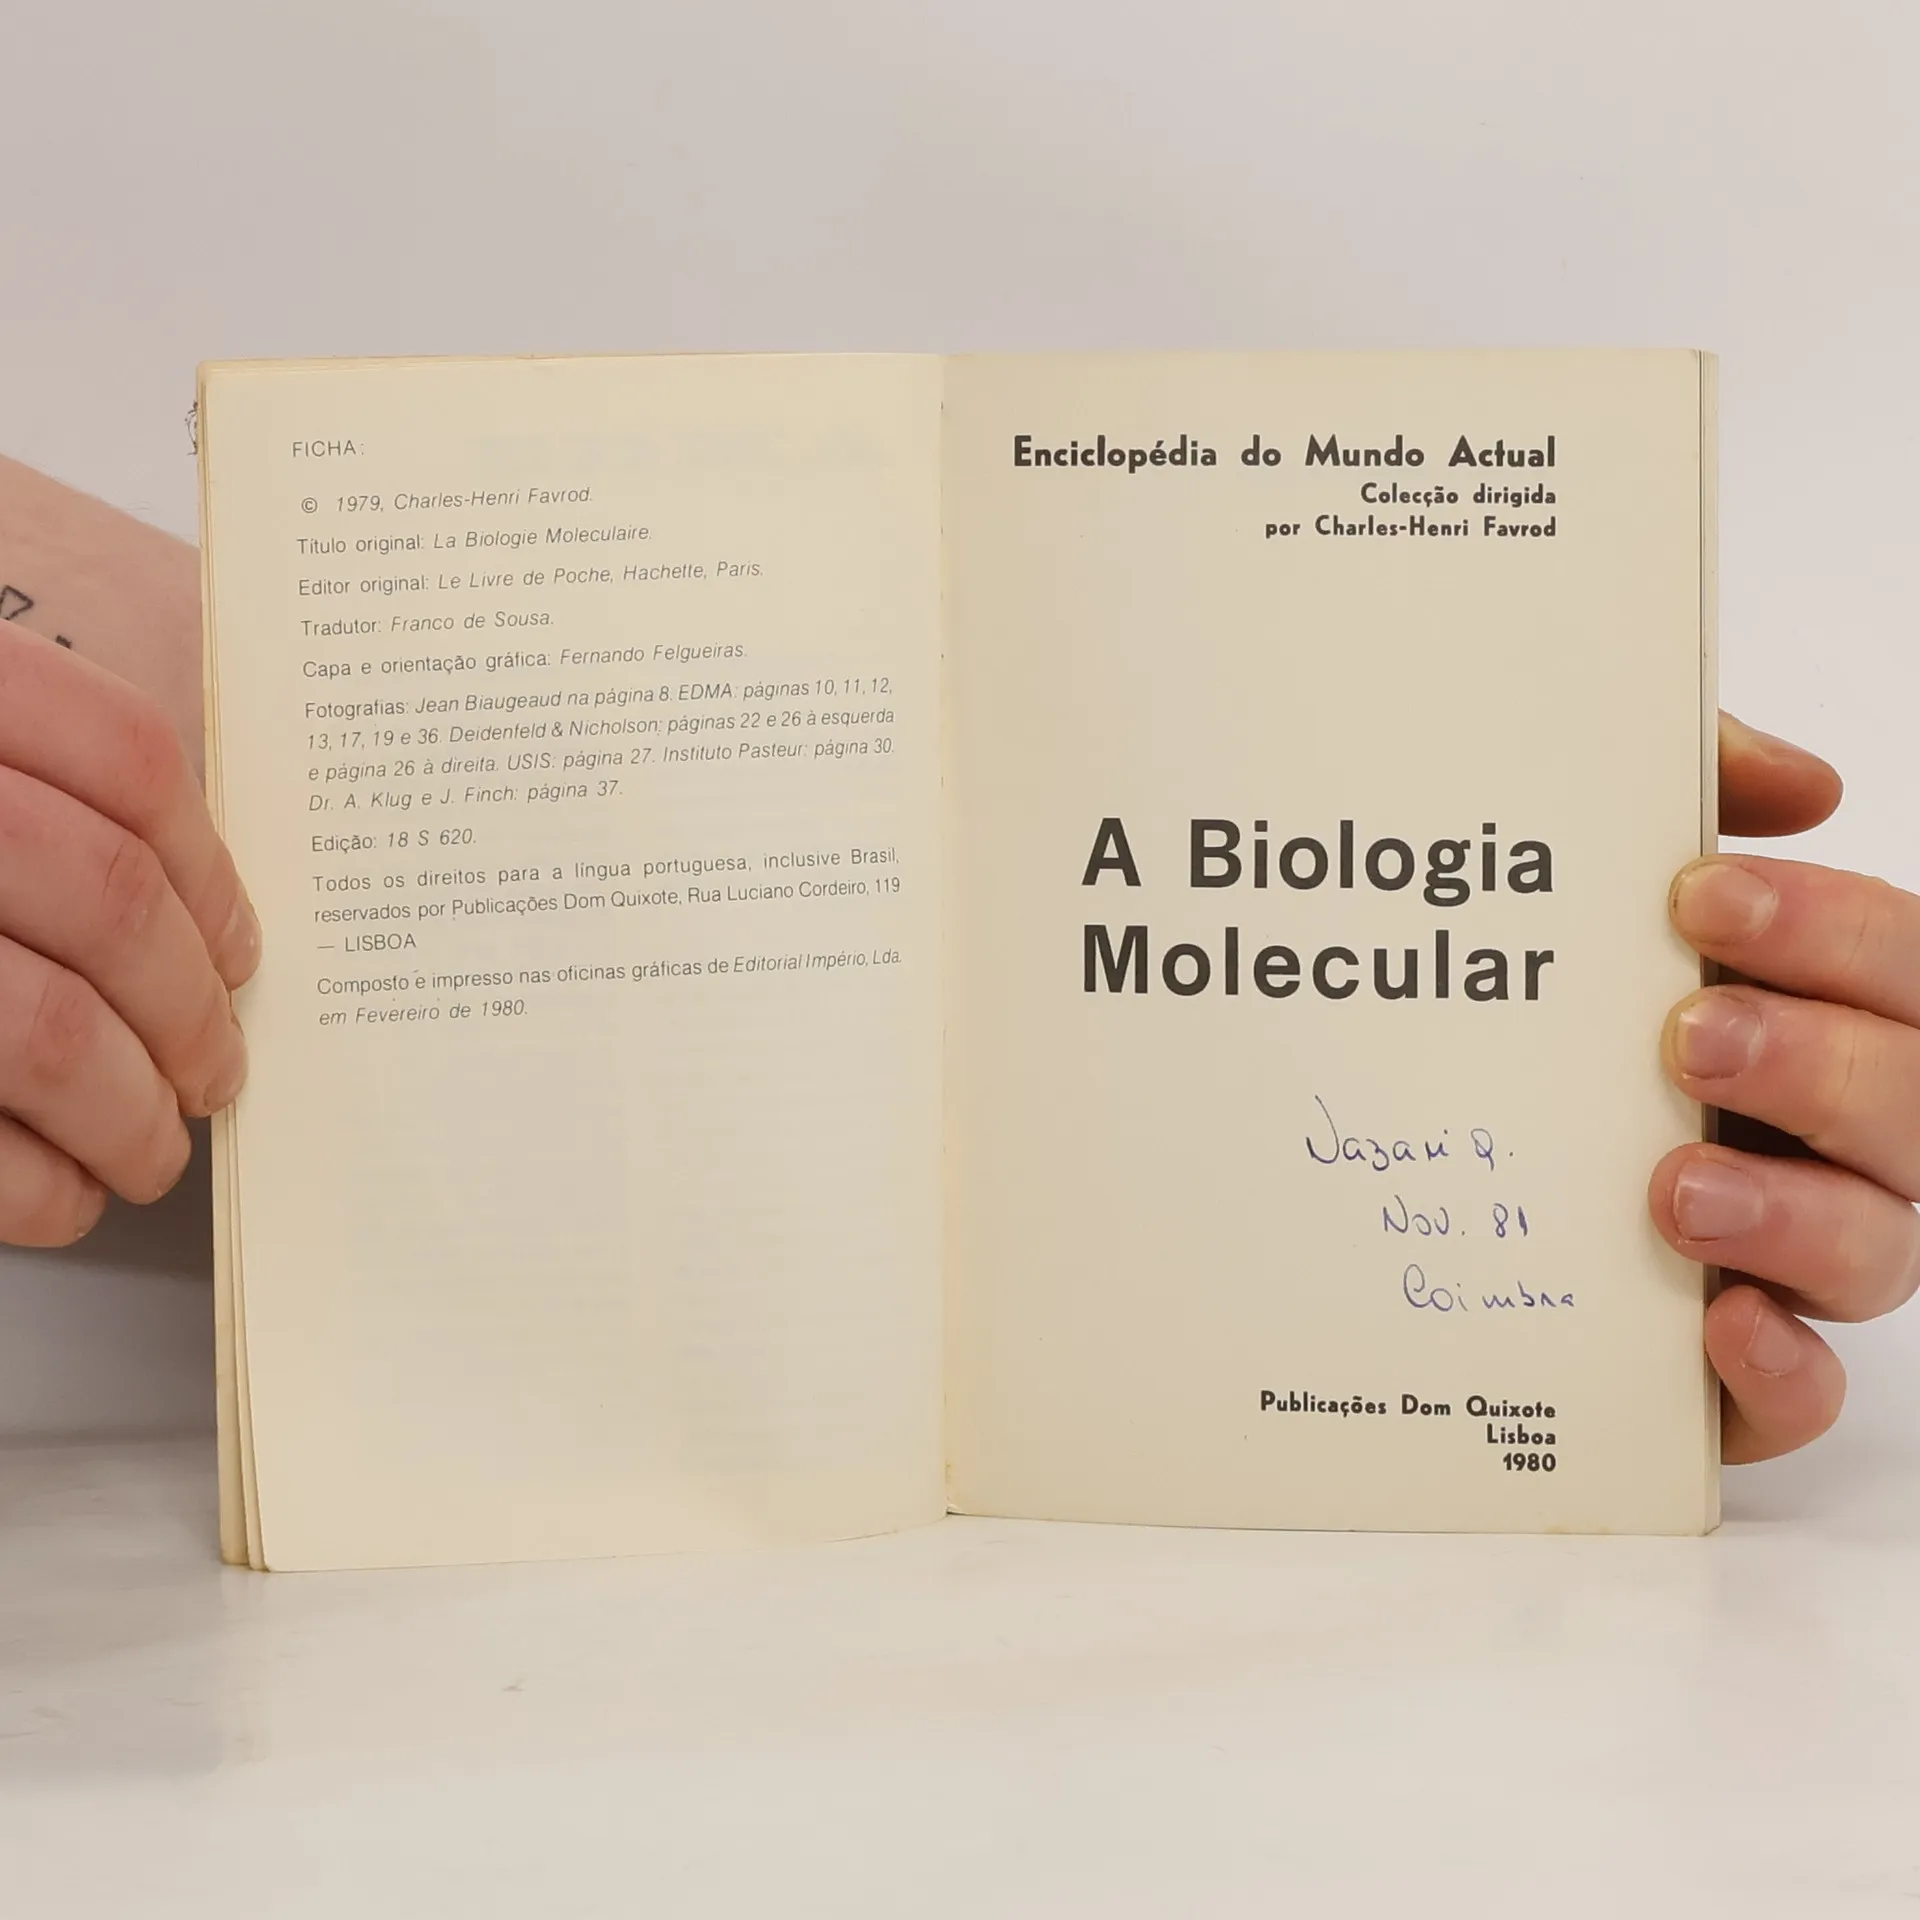 FICHA:
© 1979, Charles-Henri Favrod.
Título original: La Biologie Moleculaire.
Editor original: Le Livre de Poche, Hachette, Paris.
Tradutor: Franco de Sousa.
Capa e orientação gráfica: Fernando Felgueiras.
Fotografias: Jean Biaugeaud na página 8. EDMA: páginas 10, 11, 12,
13, 17, 19 e 36. Deidenfeld & Nicholson: páginas 22 e 26 à esquerda
e página 26 à direita. USIS: página 27. Instituto Pasteur: página 30.
Dr. A. Klug e J. Finch: página 37.
Edição: 18 S 620.
Todos os direitos para a língua portuguesa, inclusive Brasil,
reservados por Publicações Dom Quixote, Rua Luciano Cordeiro, 119
— LISBOA
Composto e impresso nas oficinas gráficas de Editorial Império, Lda.
em Fevereiro de 1980.
Enciclopédia do Mundo Actual
Colecção dirigida
por Charles-Henri Favrod
A Biologia
Molecular
Q.
Nov. 81
Coimbra
Publicações Dom Quixote
Lisboa
1980